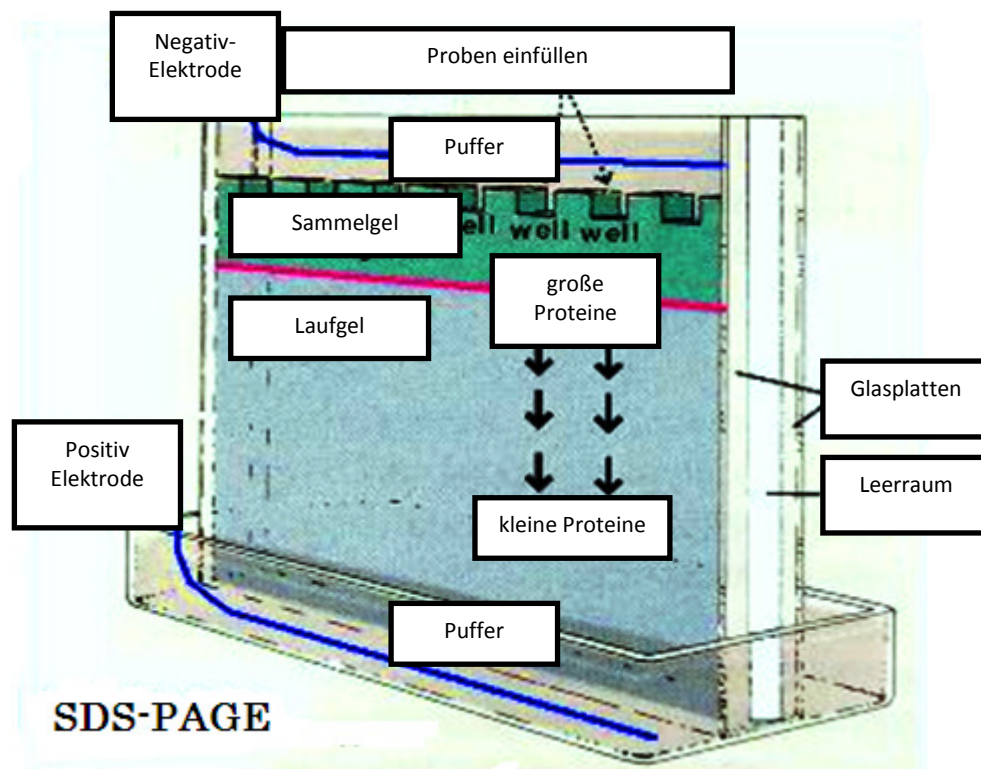 Negativ-
Elektrode
Proben einfüllen
Puffer
Sammelgel
well well
große
Proteine
Laufgel
Glasplatten
Positiv
Elektrode
Leerraum
kleine Proteine
Puffer
SDS-PAGE